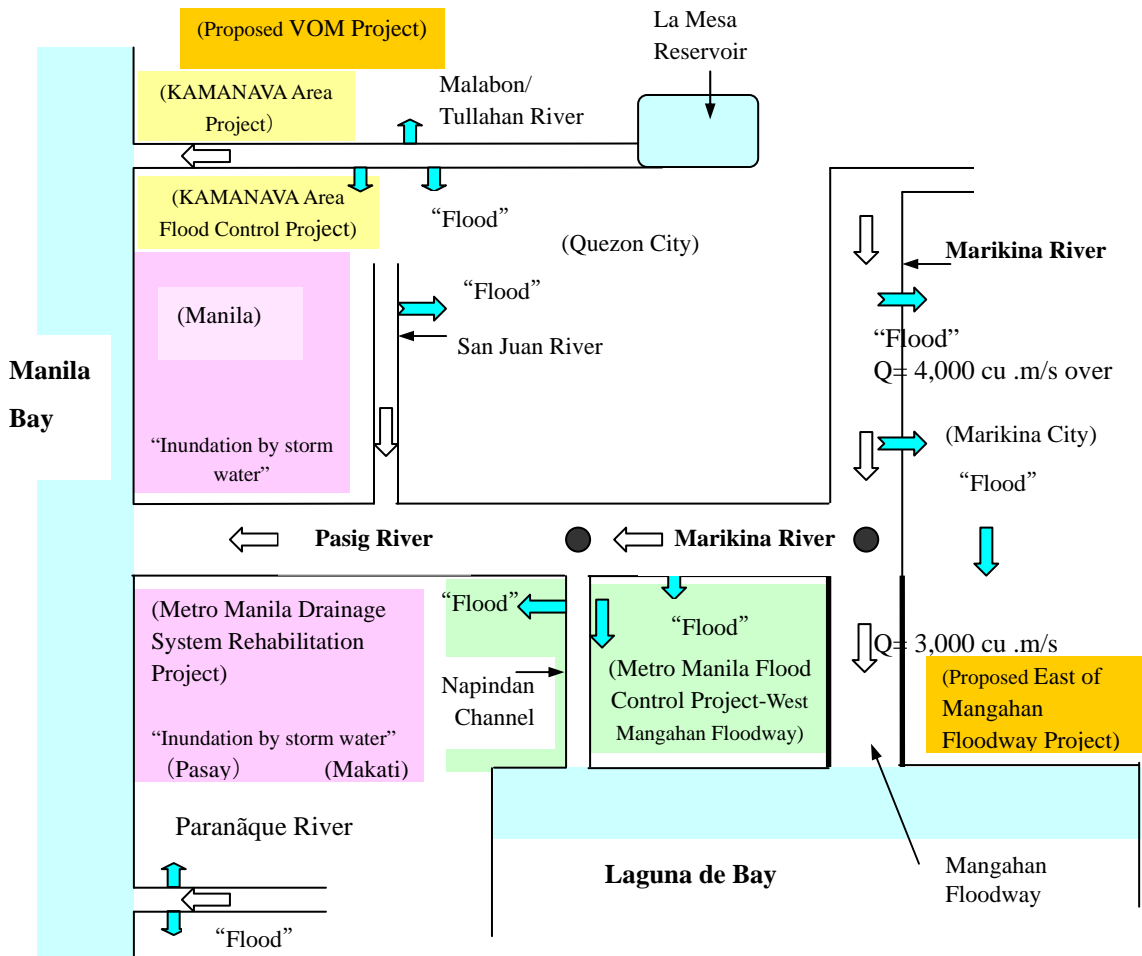 (Proposed VOM Project)
La Mesa
Reservoir
(KAMANAVA Area
Project)
Malabon/
Tullahan River
(KAMANAVA Area
Flood Control Project)
“Flood”
(Quezon City)
Marikina River
“Flood”
(Manila)
San Juan River
“Flood”
Q= 4,000 cu .m/s over
Manila
Bay
(Marikina City)
“Inundation by storm
water”
“Flood”
Pasig River
Marikina River
(Metro Manila Drainage
System Rehabilitation
Project)
“Flood”
“Flood”
Q= 3,000 cu .m/s
Napindan
Channel
(Metro Manila Flood
Control Project-West
Mangahan Floodway)
(Proposed East of
Mangahan
Floodway Project)
“Inundation by storm water”
(Pasay) (Makati)
Paranãque River
Laguna de Bay
Mangahan
Floodway
“Flood”